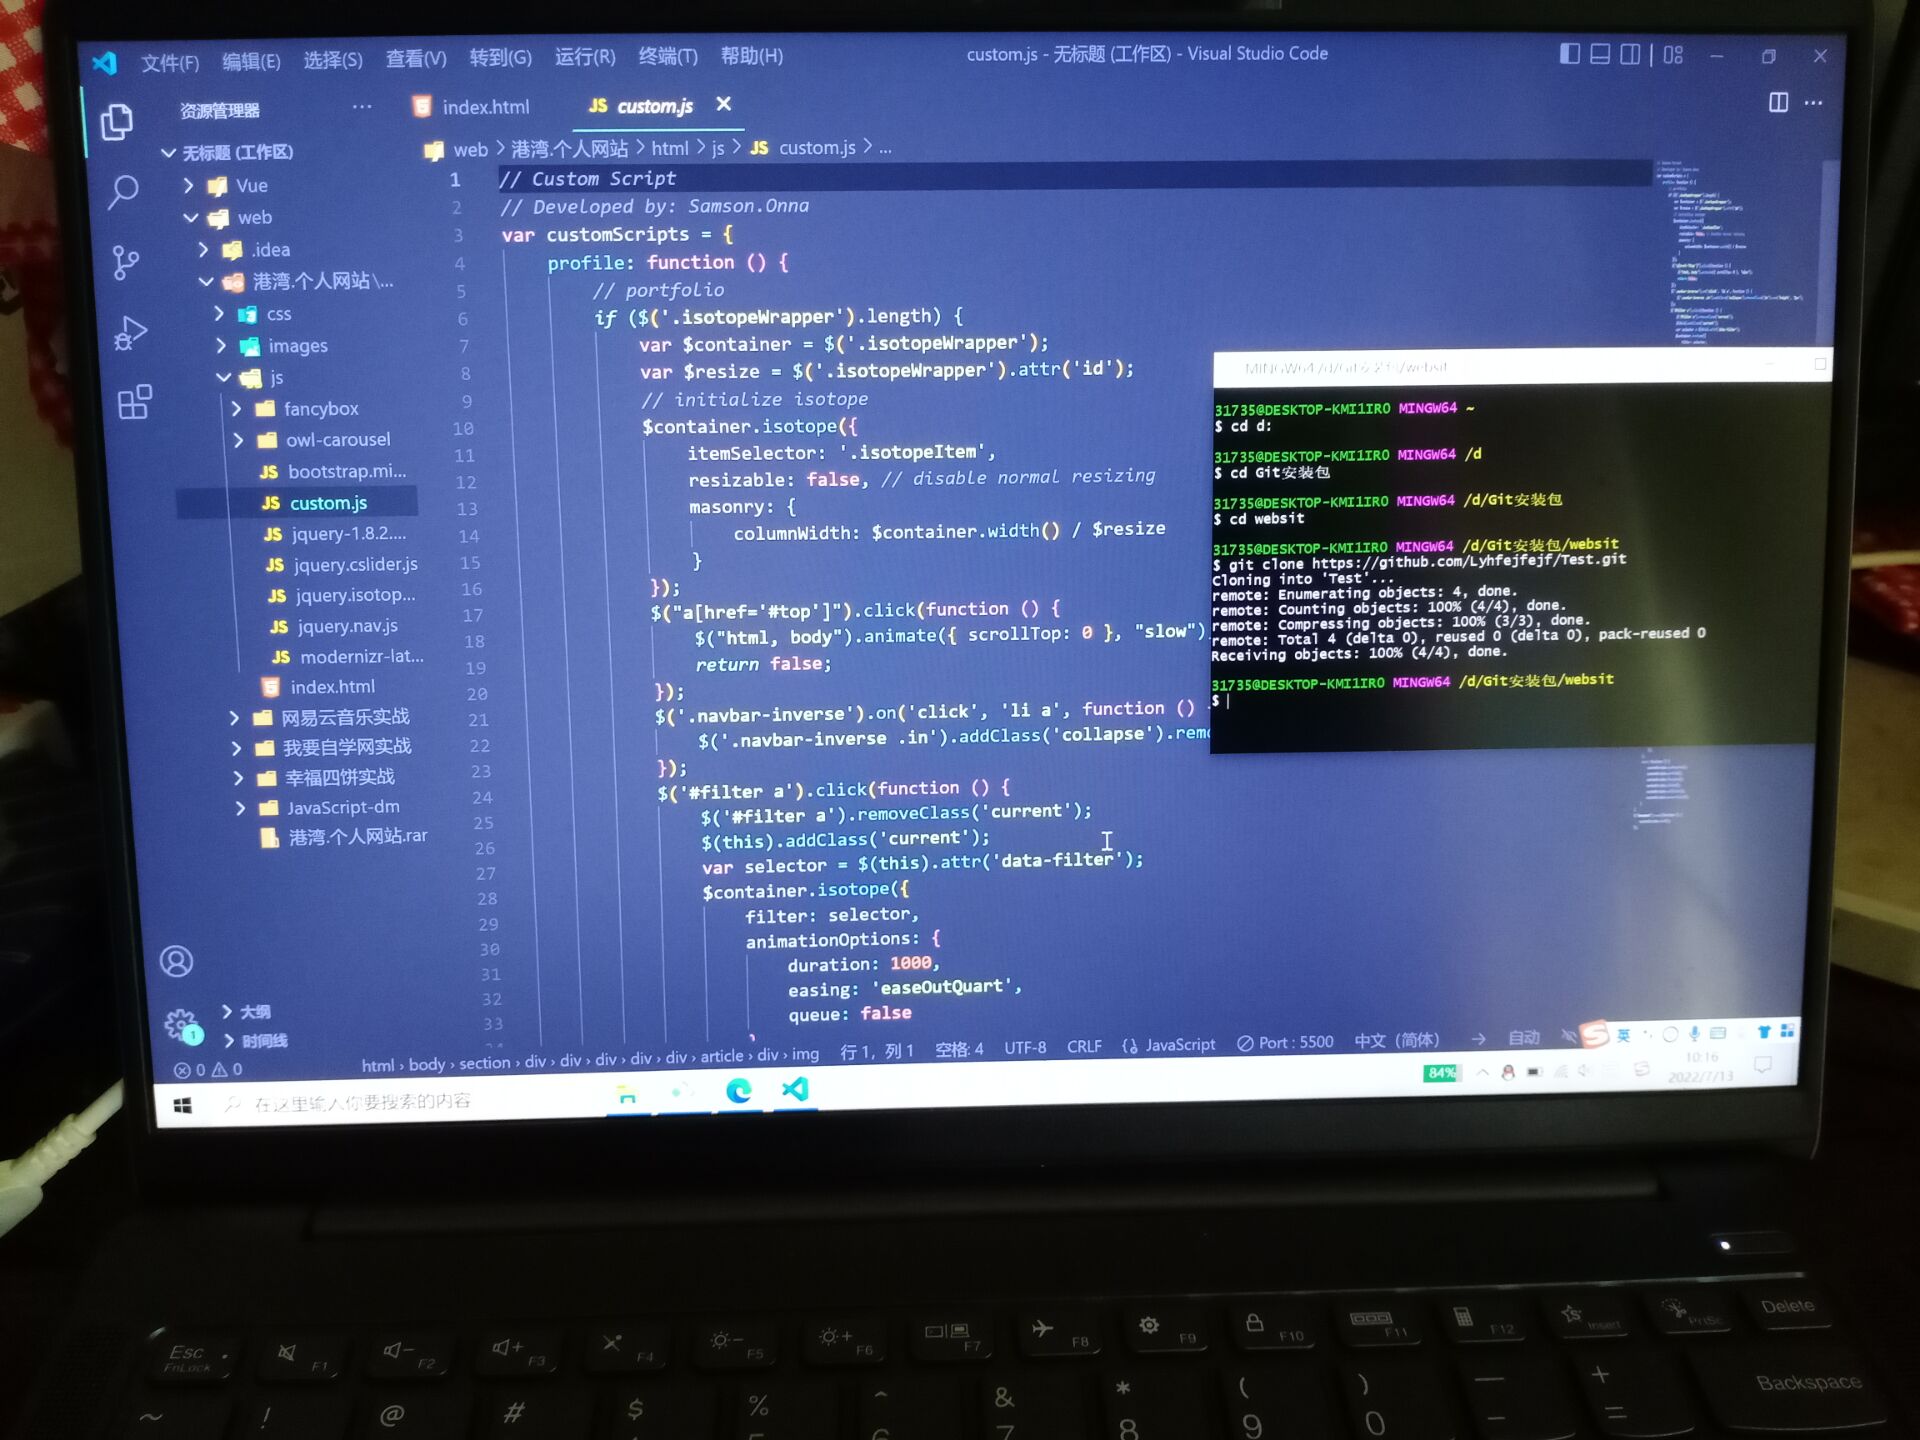 文件(F) 编辑(E) 选择(S) 查看(V) 转到(G) 运行(R) 终端(T) 帮助(H)
custom.js - 无标题 (工作区) - Visual Studio Code
资源管理器 ···
index.html
JS custom.js ×
无标题 (工作区)
Vue
web
.idea
港湾.个人网站\...
css
images
js
fancybox
owl-carousel
JS bootstrap.mi...
JS custom.js
JS jquery-1.8.2....
JS jquery.cslider.js
JS jquery.isotop...
JS jquery.nav.js
JS modernizr-lat...
index.html
网易云音乐实战
我要自学网实战
幸福四饼实战
JavaScript-dm
港湾.个人网站.rar
大纲
时间线
web > 港湾.个人网站 > html > js > JS custom.js > ...
1 // Custom Script
2 // Developed by: Samson.Onna
3 var customScripts = {
4 profile: function () {
5 // portfolio
6 if ($('.isotopeWrapper').length) {
7 var $container = $('.isotopeWrapper');
8 var $resize = $('.isotopeWrapper').attr('id');
9 // initialize isotope
10 $container.isotope({
11 itemSelector: '.isotopeItem',
12 resizable: false, // disable normal resizing
13 masonry: {
14 columnWidth: $container.width() / $resize
15 }
16 });
17 $("a[href='#top']").click(function () {
18 $("html, body").animate({ scrollTop: 0 }, "slow")
19 return false;
20 });
21 $('.navbar-inverse').on('click', 'li a', function ()
22 $('.navbar-inverse .in').addClass('collapse').remo
23 });
24 $('#filter a').click(function () {
25 $('#filter a').removeClass('current');
26 $(this).addClass('current');
27 var selector = $(this).attr('data-filter');
28 $container.isotope({
29 filter: selector,
30 animationOptions: {
31 duration: 1000,
32 easing: 'easeOutQuart',
33 queue: false
MINGW64:/d/Git安装包/websit
31735@DESKTOP-KMI1IRO MINGW64 ~
$ cd d:
31735@DESKTOP-KMI1IRO MINGW64 /d
$ cd Git安装包
31735@DESKTOP-KMI1IRO MINGW64 /d/Git安装包
$ cd websit
31735@DESKTOP-KMI1IRO MINGW64 /d/Git安装包/websit
$ git clone https://github.com/Lyhfejfejf/Test.git
Cloning into 'Test'...
remote: Enumerating objects: 4, done.
remote: Counting objects: 100% (4/4), done.
remote: Compressing objects: 100% (3/3), done.
remote: Total 4 (delta 0), reused 0 (delta 0), pack-reused 0
Receiving objects: 100% (4/4), done.
31735@DESKTOP-KMI1IRO MINGW64 /d/Git安装包/websit
$
1
0 0
html › body › section › div › div › div › div › div › article › div › img
行 1，列 1 空格: 4 UTF-8 CRLF JavaScript Port : 5500 中文（简体） 自动
英
在这里输入你要搜索的内容
84%
10:16
2022/7/13
Esc FnLock F1 F2 F3 F4 F5 F6 F7 F8 F9 F10 F11 F12 Insert PrtSc Delete
~ ! @ # $ % ^ & 7 * 8 ( 9 ) 0 — - + = Backspace